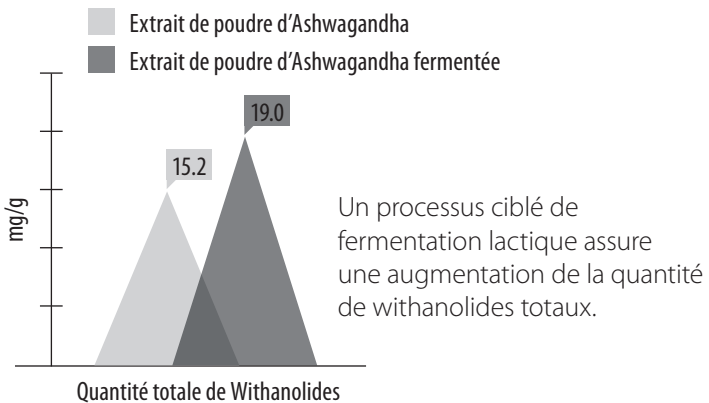 Extrait de poudre d’Ashwagandha
Extrait de poudre d’Ashwagandha fermentée
19.0
15.2
mg/g
Un processus ciblé de
fermentation lactique assure
une augmentation de la quantité
de withanolides totaux.
Quantité totale de Withanolides